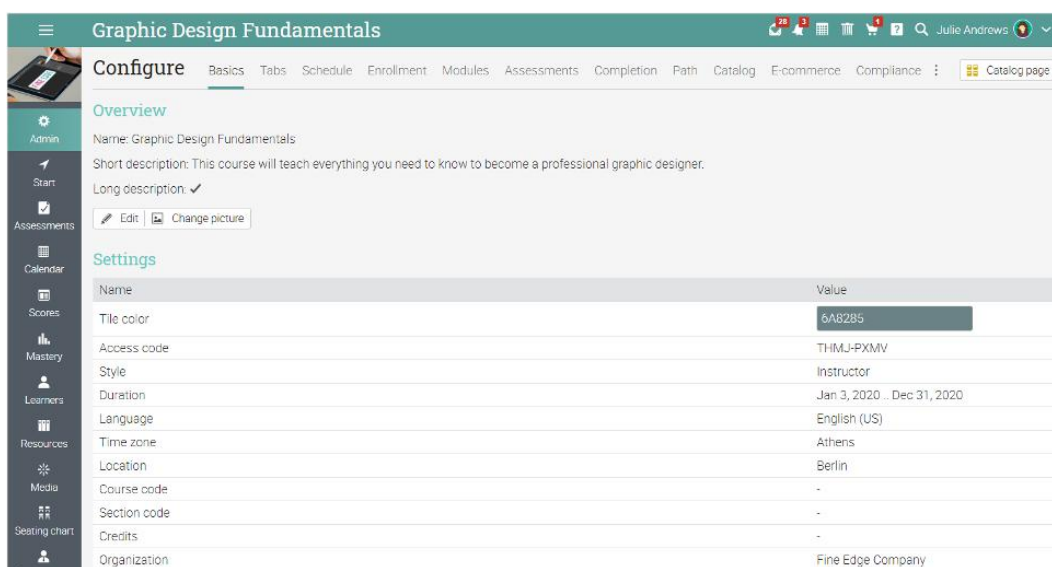 Graphic Design Fundamentals
28 3 1 ? Julie Andrews
Configure Basics Tabs Schedule Enrollment Modules Assessments Completion Path Catalog E-commerce Compliance Catalog page
Admin
Start
Assessments
Calendar
Scores
Mastery
Learners
Resources
Media
Seating chart
Overview
Name: Graphic Design Fundamentals
Short description: This course will teach everything you need to know to become a professional graphic designer.
Long description: ✓
Edit Change picture
Settings
Name Value
Tile color 6A8285
Access code THMJ-PXMV
Style Instructor
Duration Jan 3, 2020 .. Dec 31, 2020
Language English (US)
Time zone Athens
Location Berlin
Course code -
Section code -
Credits -
Organization Fine Edge Company